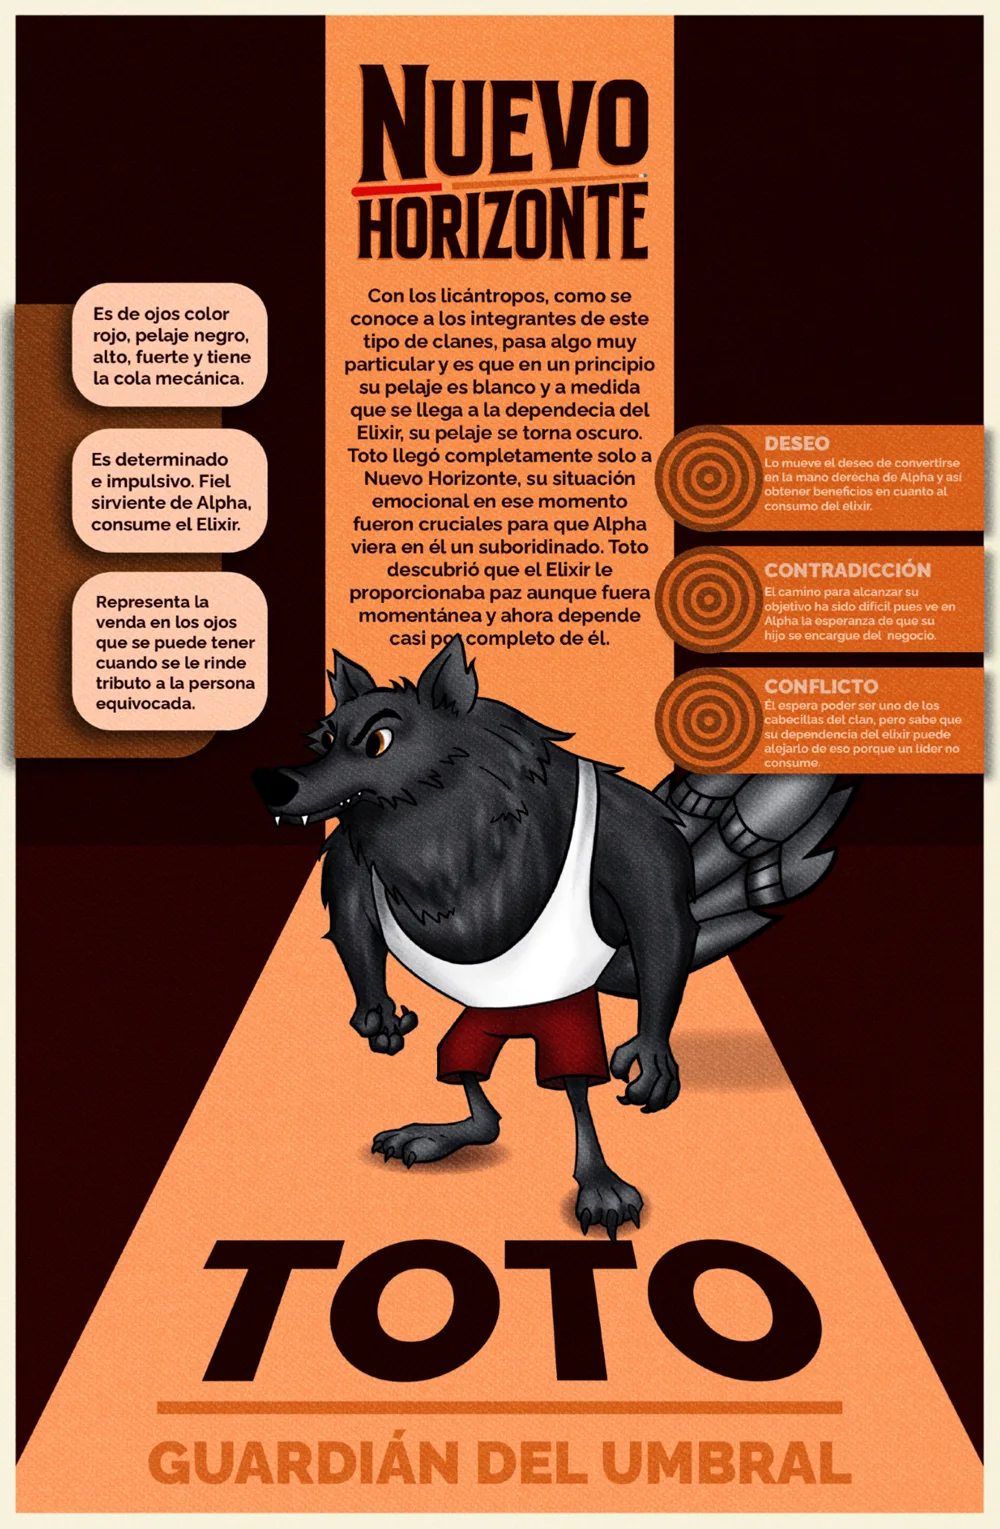 NUEVO
HORIZONTE
Con los licántropos, como se
conoce a los integrantes de este
tipo de clanes, pasa algo muy
particular y es que en un principio
su pelaje es blanco y a medida
que se llega a la dependecia del
Elixir, su pelaje se torna oscuro.
Toto llegó completamente solo a
Nuevo Horizonte, su situación
emocional en ese momento
fueron cruciales para que Alpha
viera en él un suboridinado. Toto
descubrió que el Elixir le
proporcionaba paz aunque fuera
momentánea y ahora depende
casi por completo de él.
Es de ojos color
rojo, pelaje negro,
alto, fuerte y tiene
la cola mecánica.
Es determinado
e impulsivo. Fiel
sirviente de Alpha,
consume el Elixir.
Representa la
venda en los ojos
que se puede tener
cuando se le rinde
tributo a la persona
equivocada.
DESEO
Lo mueve el deseo de convertirse
en la mano derecha de Alpha y así
obtener beneficios en cuanto al
consumo del elixir.
CONTRADICCIÓN
El camino para alcanzar su
objetivo ha sido difícil pues ve en
Alpha la esperanza de que su
hijo se encargue del negocio.
CONFLICTO
Él espera poder ser uno de los
cabecillas del clan, pero sabe que
su dependencia del elixir puede
alejarlo de eso porque un líder no
consume.
TOTO
GUARDIÁN DEL UMBRAL